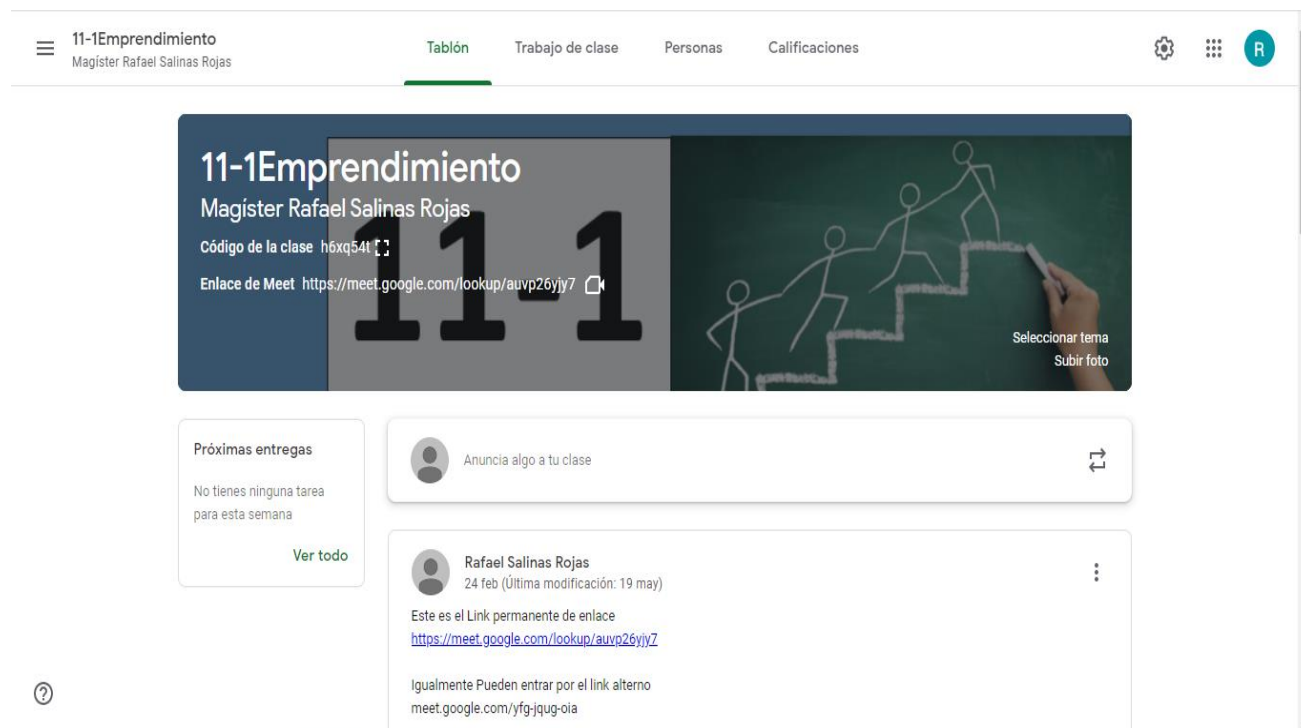 11-1Emprendimiento
Magíster Rafael Salinas Rojas
Tablón
Trabajo de clase
Personas
Calificaciones
R
11-1Emprendimiento
Magíster Rafael Salinas Rojas
Código de la clase h6xq54t
Enlace de Meet https://meet.google.com/lookup/auvp26yjy7
11-1
Seleccionar tema
Subir foto
Próximas entregas
No tienes ninguna tarea
para esta semana
Ver todo
Anuncia algo a tu clase
Rafael Salinas Rojas
24 feb (Última modificación: 19 may)
Este es el Link permanente de enlace
https://meet.google.com/lookup/auvp26yjy7
Igualmente Pueden entrar por el link alterno
meet.google.com/yfg-jqug-oia